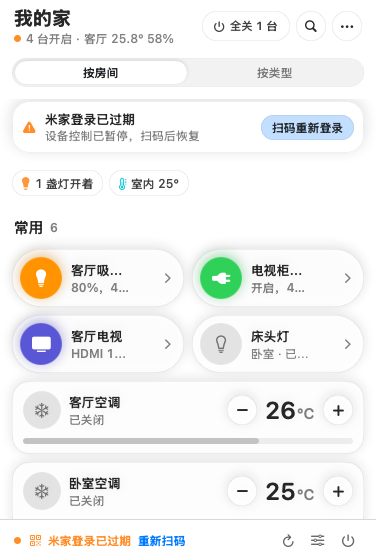 我的家
4 台开启 · 客厅 25.8° 58%
全关 1 台
按房间
按类型
米家登录已过期
设备控制已暂停，扫码后恢复
扫码重新登录
1 盏灯开着
室内 25°
常用 6
客厅吸...
80%，4...
电视柜...
开启，4...
客厅电视
HDMI 1...
床头灯
卧室 · 已...
客厅空调
已关闭
26°C
卧室空调
已关闭
25°C
米家登录已过期 重新扫码